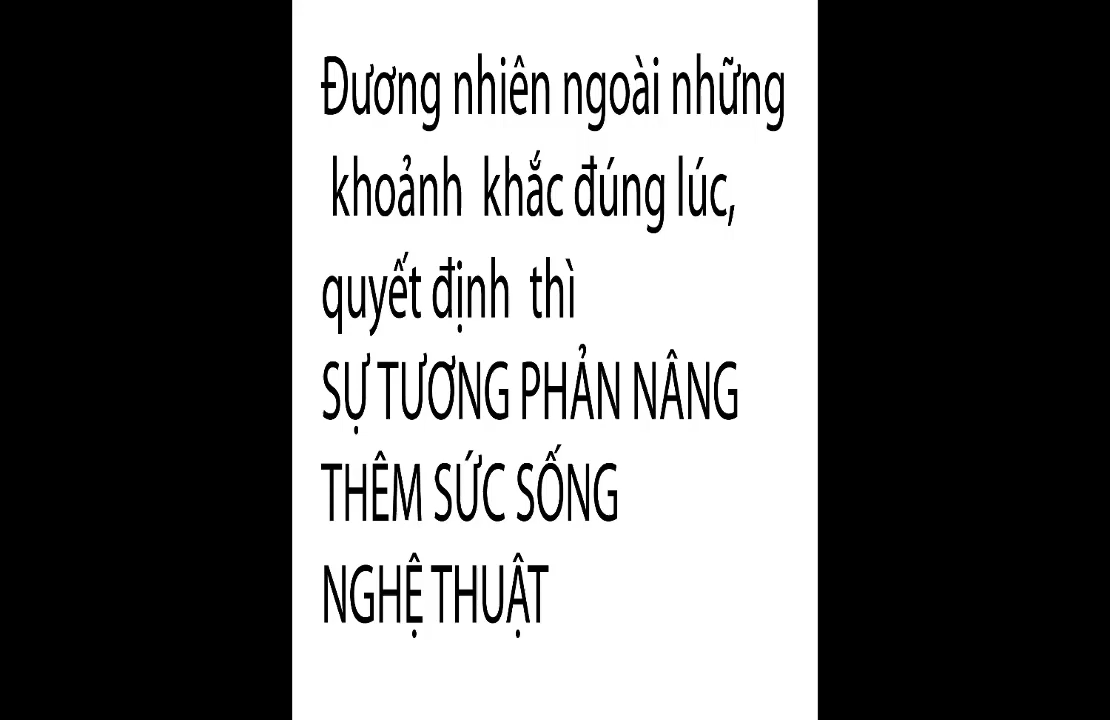 Đương nhiên ngoài những
khoảnh khắc đúng lúc,
quyết định thì
SỰ TƯƠNG PHẢN NÂNG
THÊM SỨC SỐNG
NGHỆ THUẬT